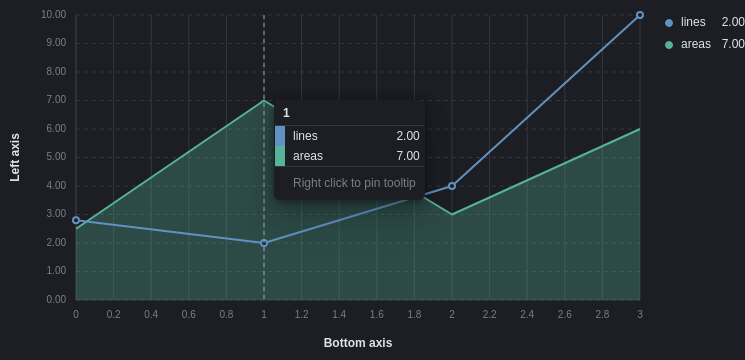 10.00
9.00
8.00
7.00
6.00
5.00
4.00
3.00
2.00
1.00
0.00
Left axis
0 0.2 0.4 0.6 0.8 1 1.2 1.4 1.6 1.8 2 2.2 2.4 2.6 2.8 3
Bottom axis
1
lines 2.00
areas 7.00
Right click to pin tooltip
lines 2.00
areas 7.00